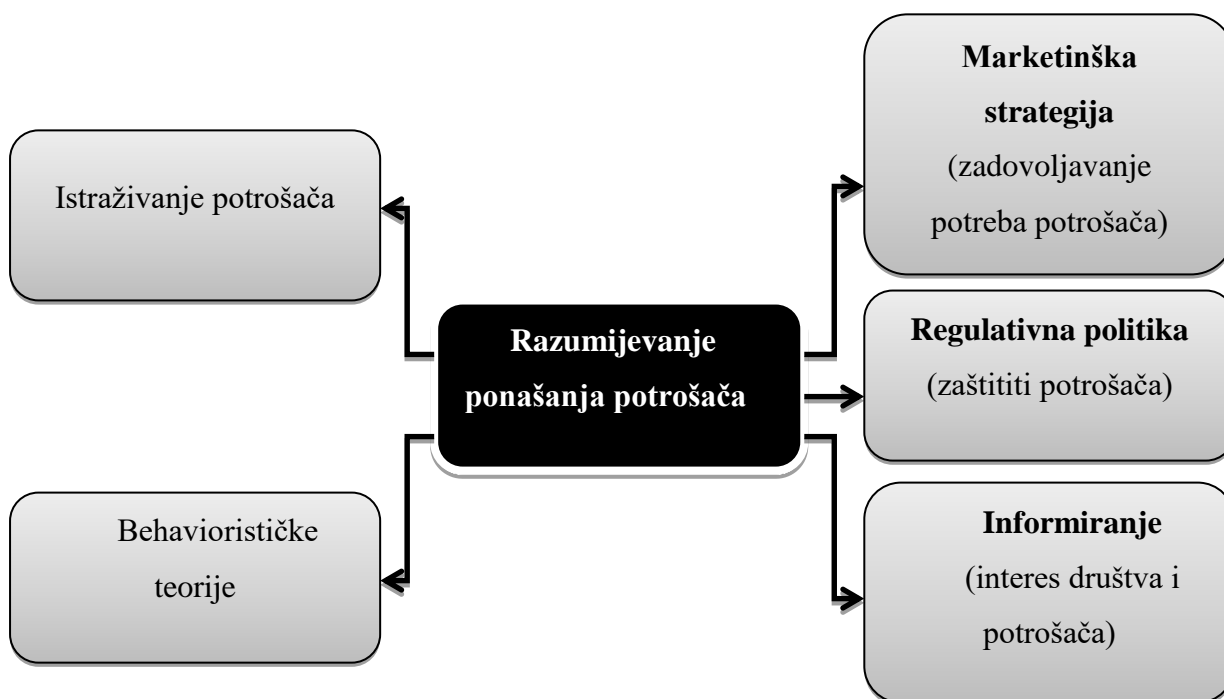 Istraživanje potrošača
Behaviorističke
teorije
Razumijevanje
ponašanja potrošača
Marketinška
strategija
(zadovoljavanje
potreba potrošača)
Regulativna politika
(zaštititi potrošača)
Informiranje
(interes društva i
potrošača)